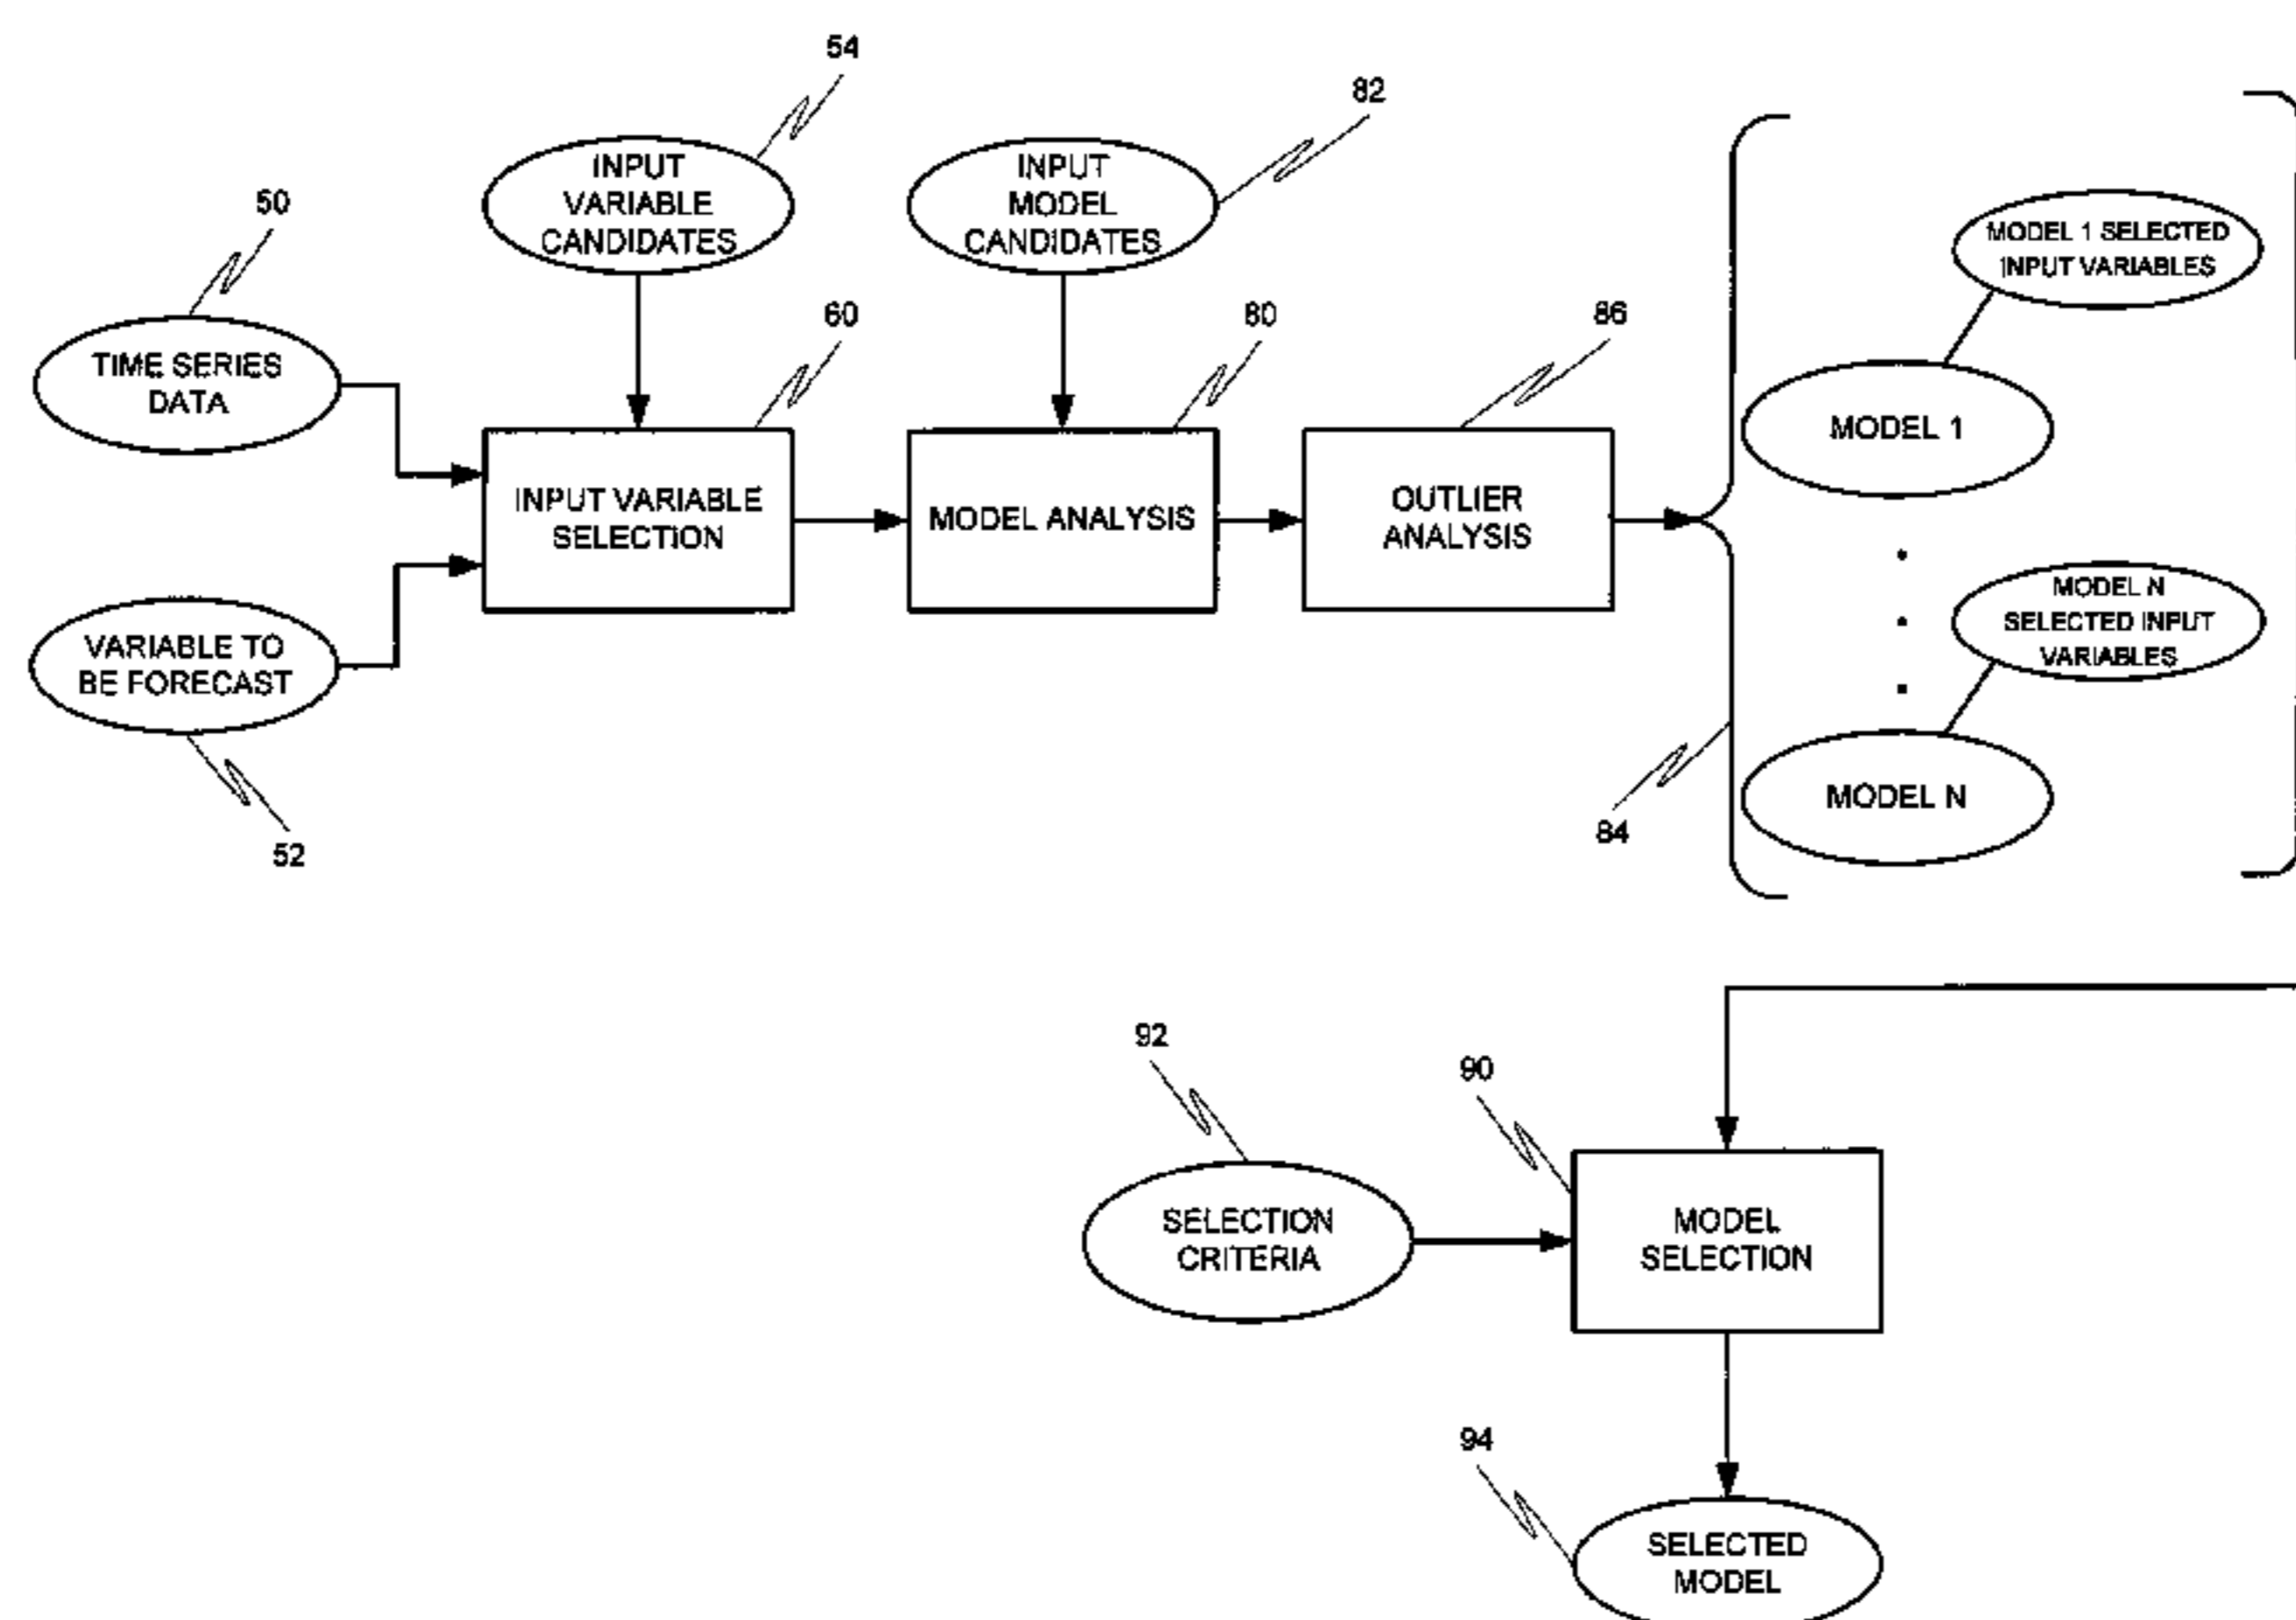 54
82
INPUT
VARIABLE
CANDIDATES
INPUT
MODEL
CANDIDATES
50
MODEL 1 SELECTED
INPUT VARIABLES
60
80
86
TIME SERIES
DATA
MODEL 1
INPUT VARIABLE
SELECTION
MODEL ANALYSIS
OUTLIER
ANALYSIS
MODEL N
SELECTED INPUT
VARIABLES
VARIABLE TO
BE FORECAST
MODEL N
52
84
92
90
SELECTION
CRITERIA
MODEL
SELECTION
94
SELECTED
MODEL